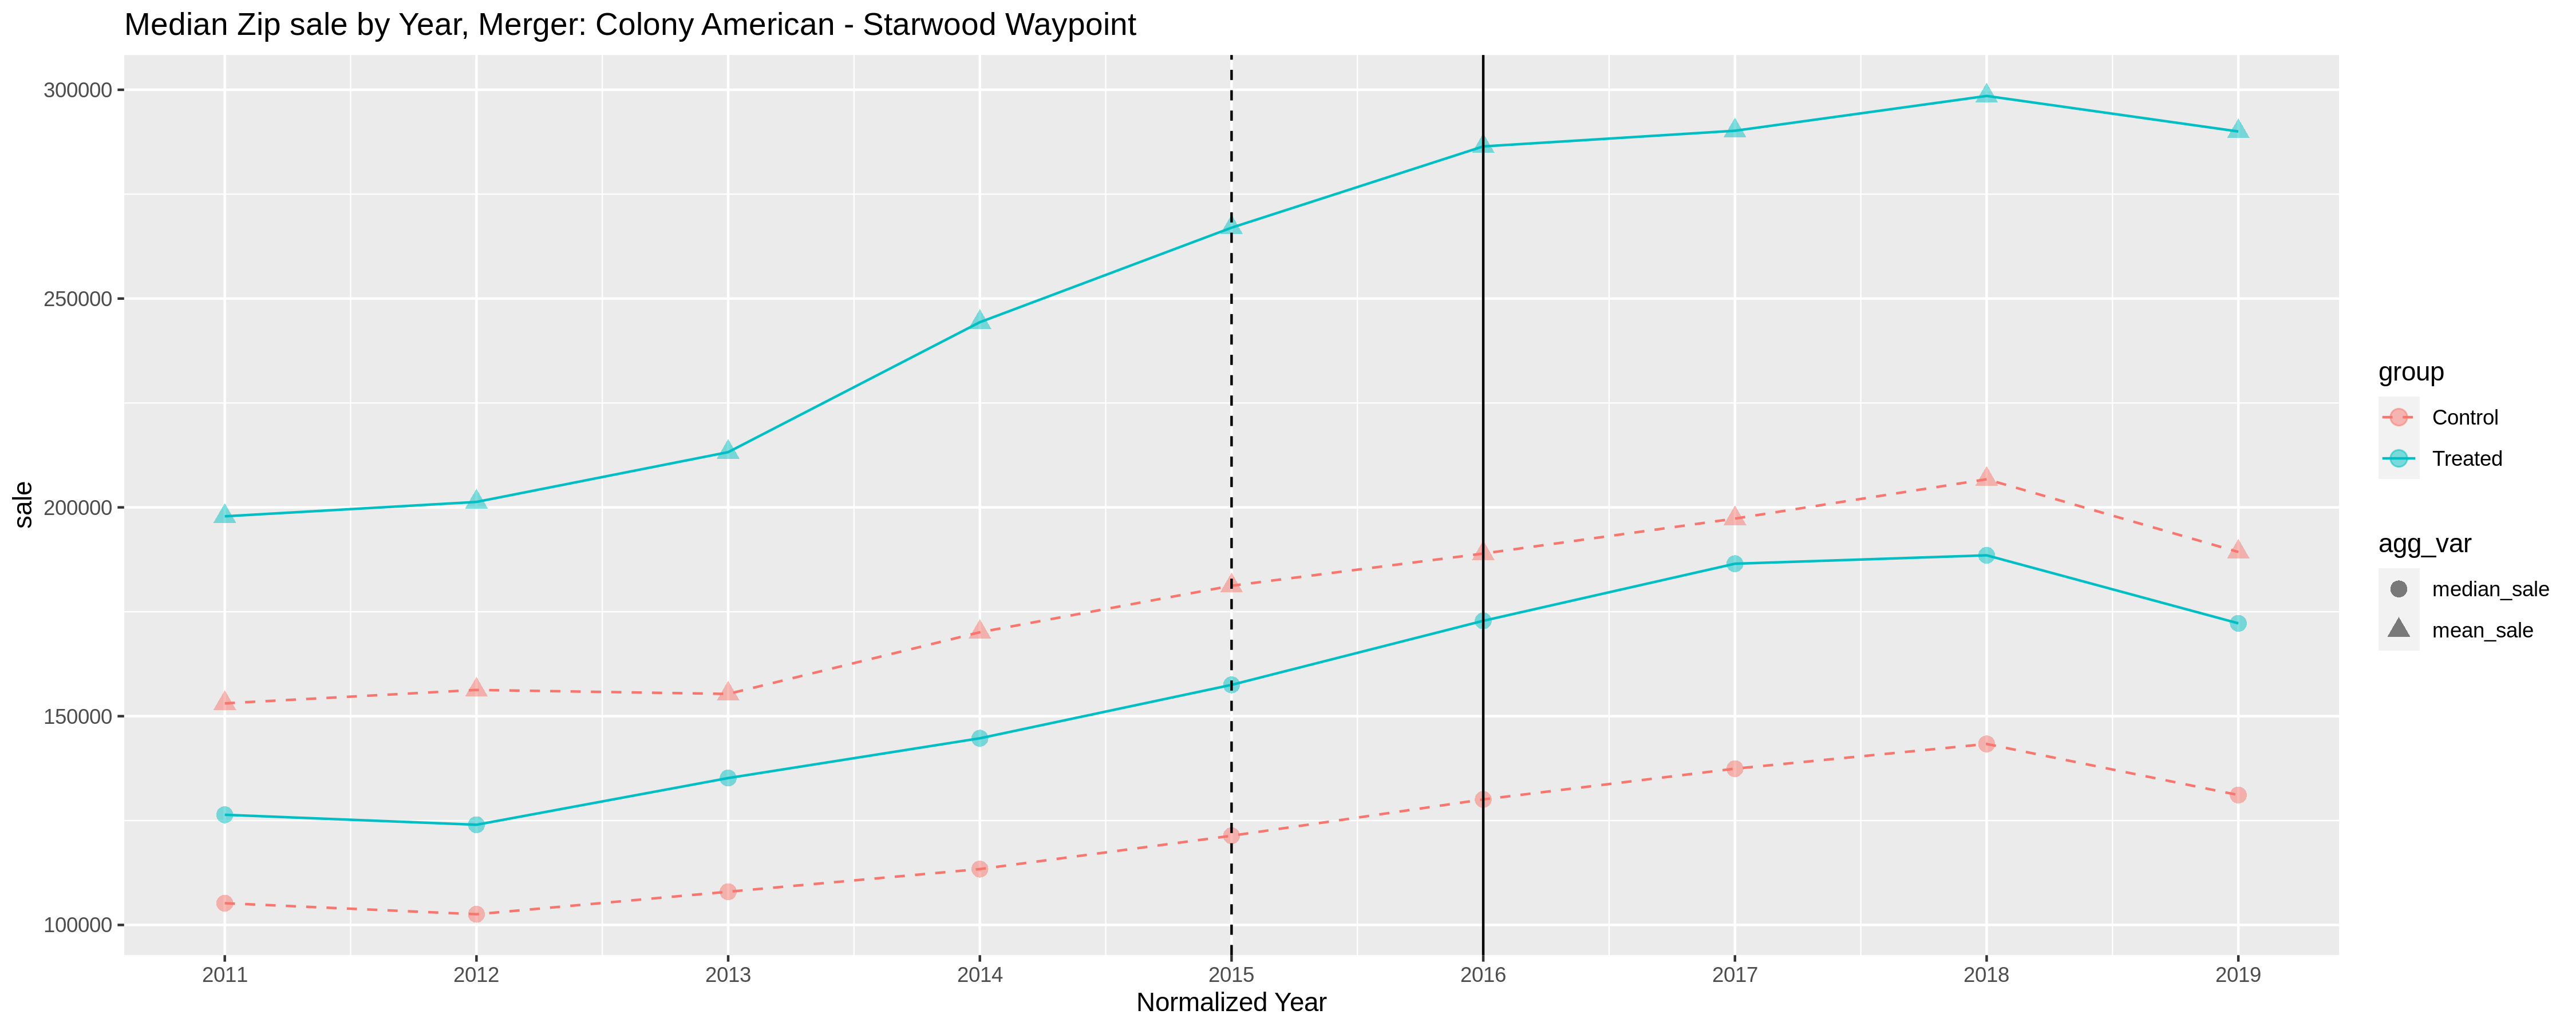 Median Zip sale by Year, Merger: Colony American - Starwood Waypoint
300000
250000
200000
150000
100000
sale
2011 2012 2013 2014 2015 2016 2017 2018 2019
Normalized Year
group
Control
Treated
agg_var
median_sale
mean_sale